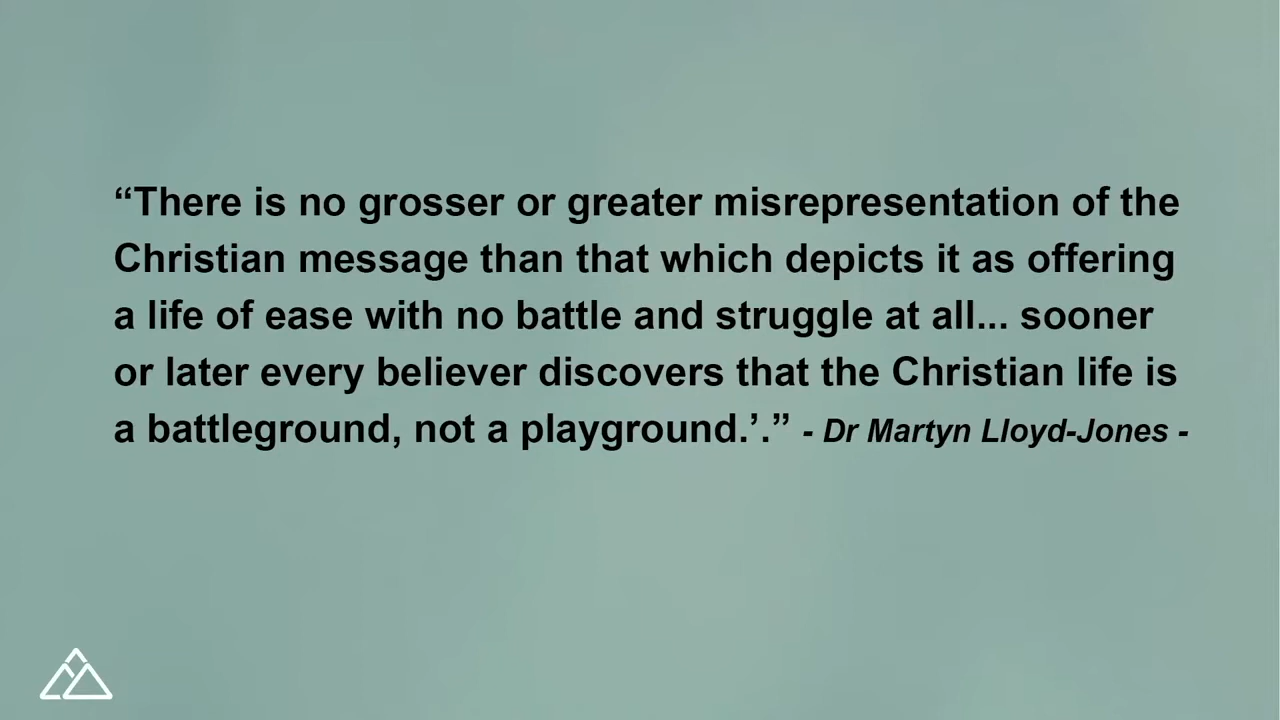 “There is no grosser or greater misrepresentation of the
Christian message than that which depicts it as offering
a life of ease with no battle and struggle at all... sooner
or later every believer discovers that the Christian life is
a battleground, not a playground.’.” - Dr Martyn Lloyd-Jones -